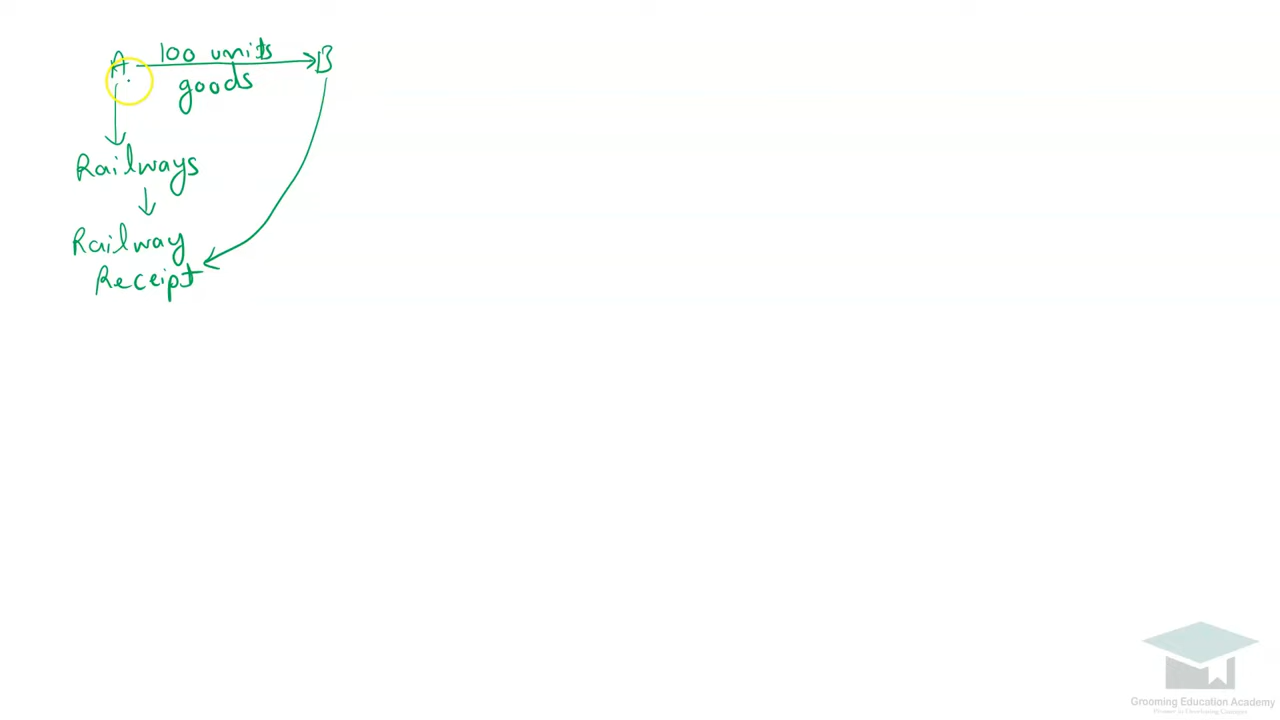 A 100 units B
goods
Railways
Railway
Receipt
Grooming Education Academy